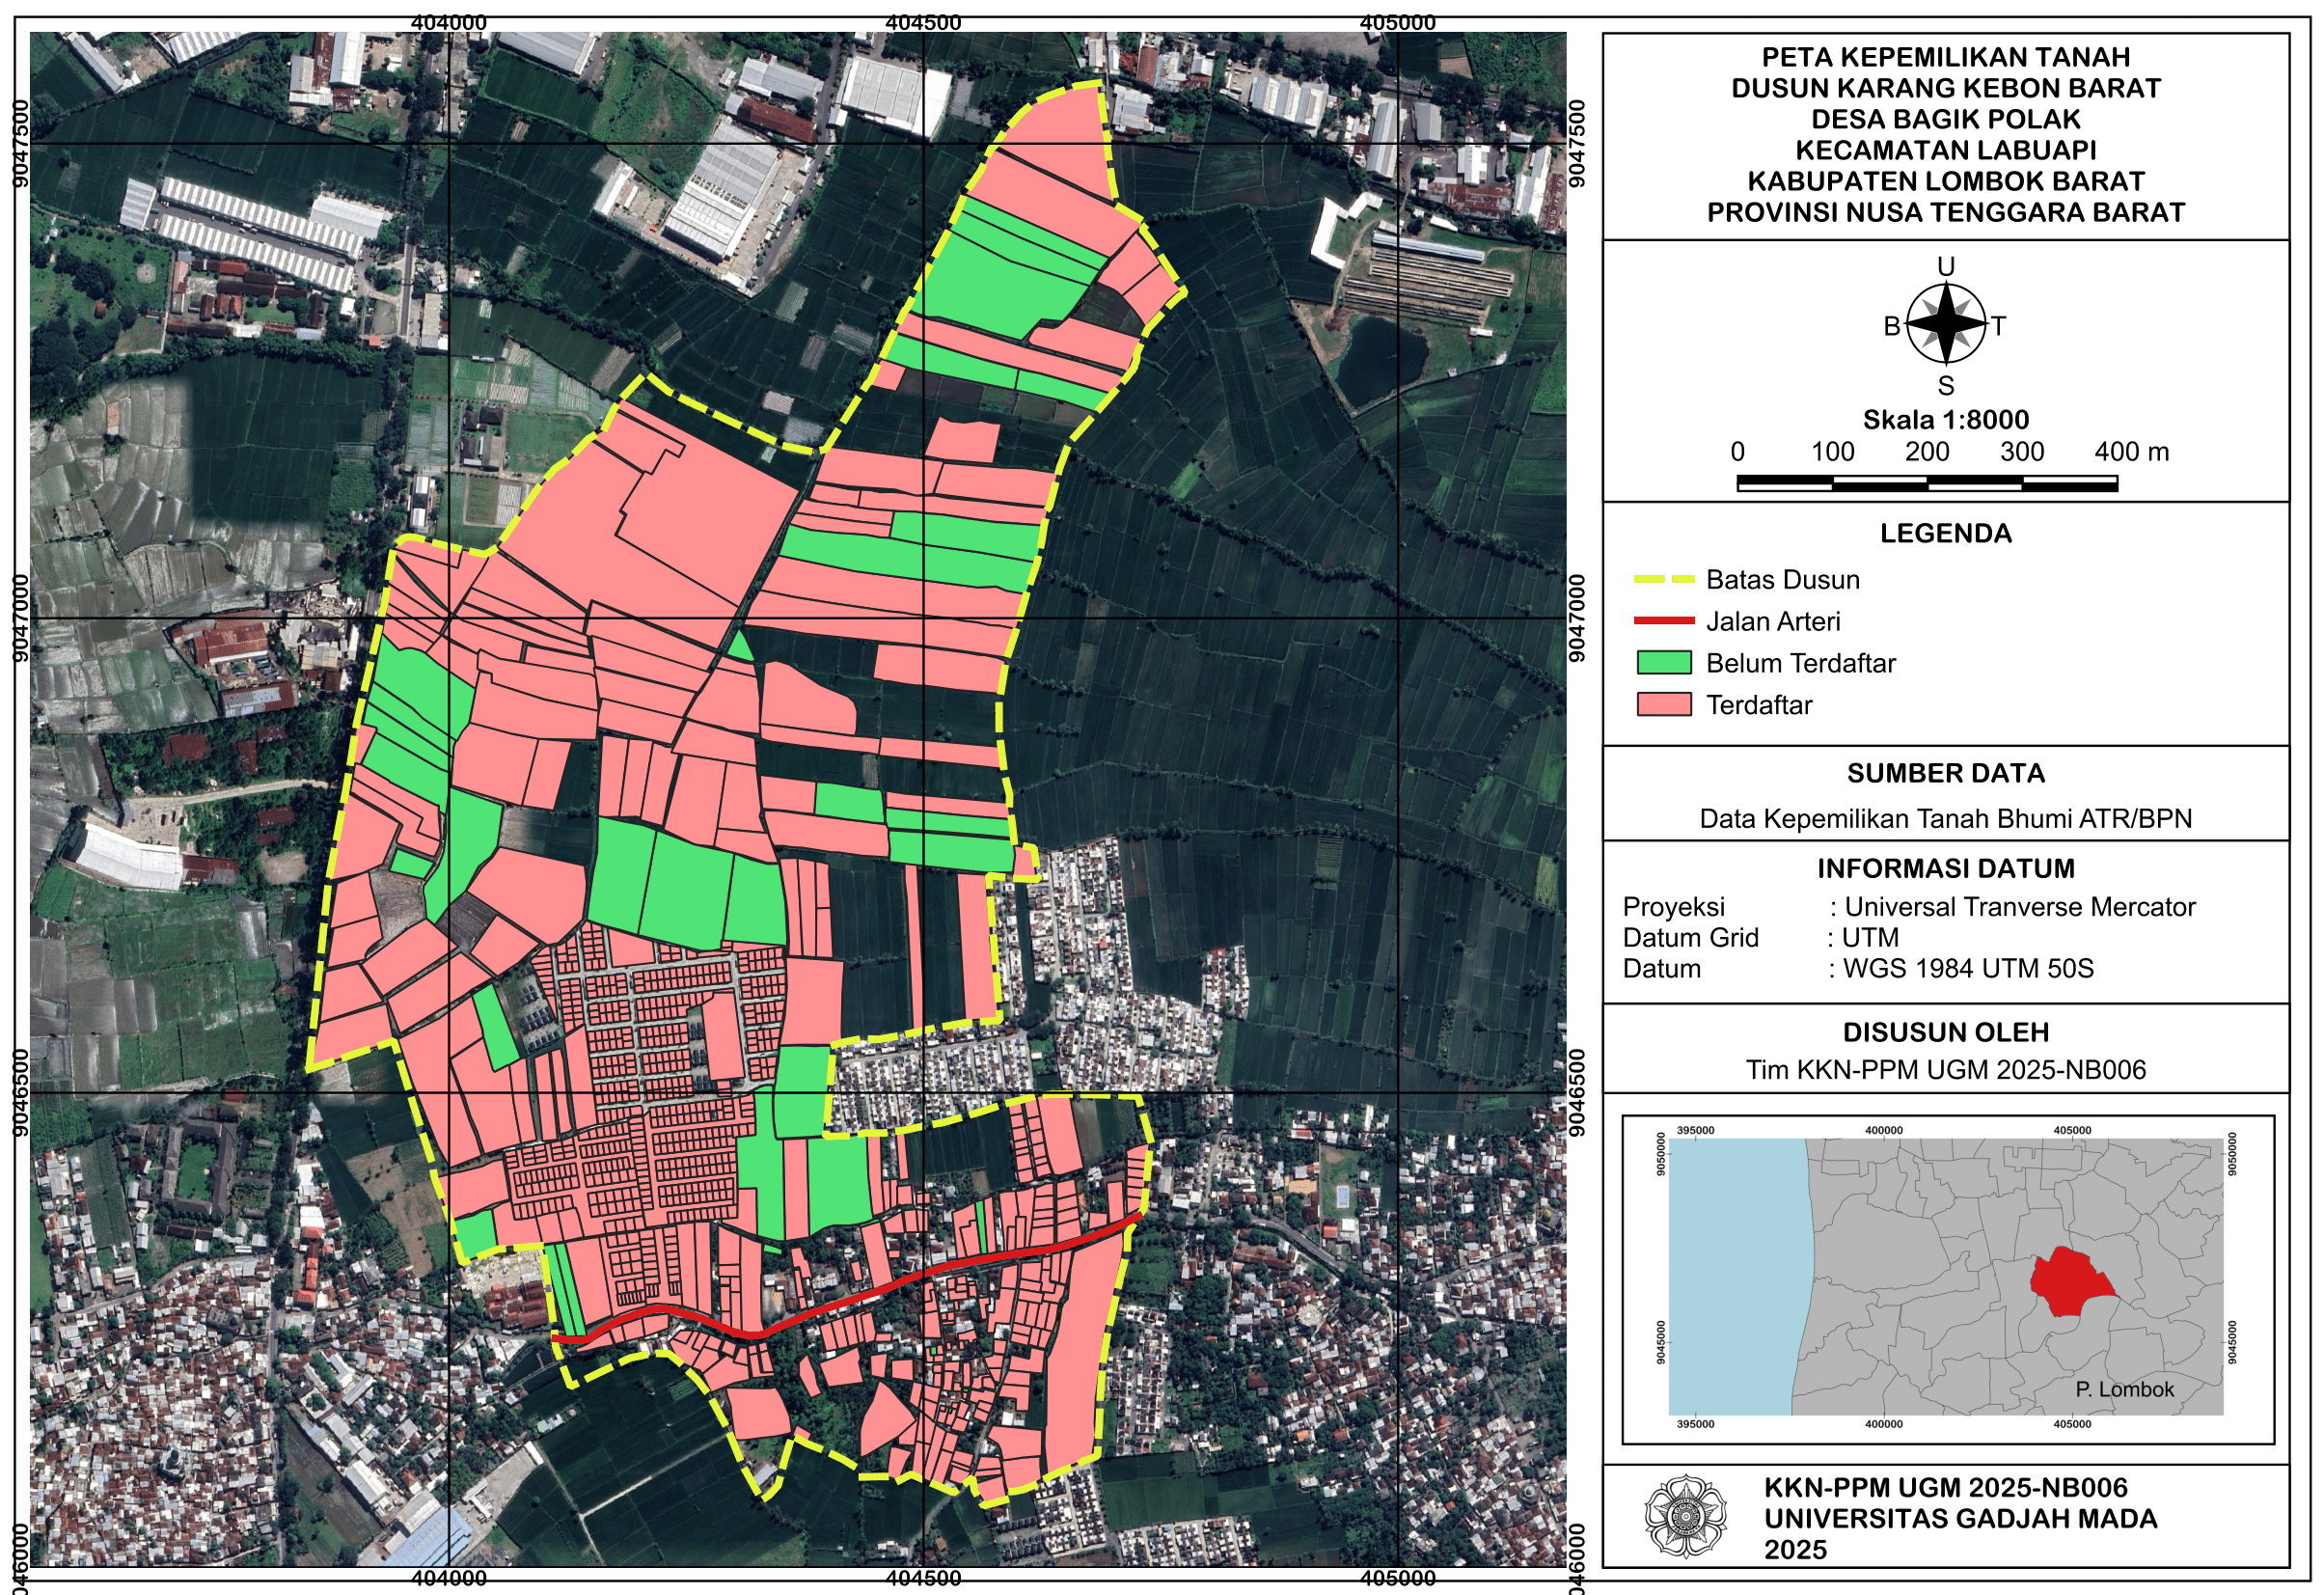 404000
404500
405000
9047500
9047500
9047000
9047000
9046500
9046500
046000
046000
404000
404500
405000
PETA KEPEMILIKAN TANAH
DUSUN KARANG KEBON BARAT
DESA BAGIK POLAK
KECAMATAN LABUAPI
KABUPATEN LOMBOK BARAT
PROVINSI NUSA TENGGARA BARAT
U
B
T
S
Skala 1:8000
0 100 200 300 400 m
LEGENDA
Batas Dusun
Jalan Arteri
Belum Terdaftar
Terdaftar
SUMBER DATA
Data Kepemilikan Tanah Bhumi ATR/BPN
INFORMASI DATUM
Proyeksi : Universal Tranverse Mercator
Datum Grid : UTM
Datum : WGS 1984 UTM 50S
DISUSUN OLEH
Tim KKN-PPM UGM 2025-NB006
395000 400000 405000
9050000
9050000
9045000
9045000
P. Lombok
395000 400000 405000
KKN-PPM UGM 2025-NB006
UNIVERSITAS GADJAH MADA
2025